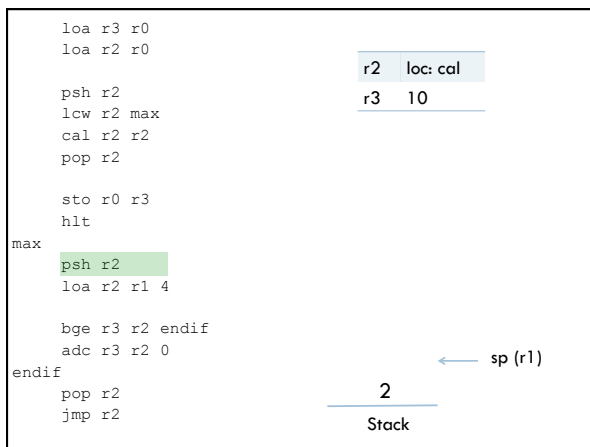 loa r3 r0
loa r2 r0
psh r2
lcw r2 max
cal r2 r2
pop r2
sto r0 r3
hlt
max
psh r2
loa r2 r1 4
bge r3 r2 endif
adc r3 r2 0
endif
pop r2
jmp r2
r2 loc: cal
r3 10
sp (r1)
2
Stack